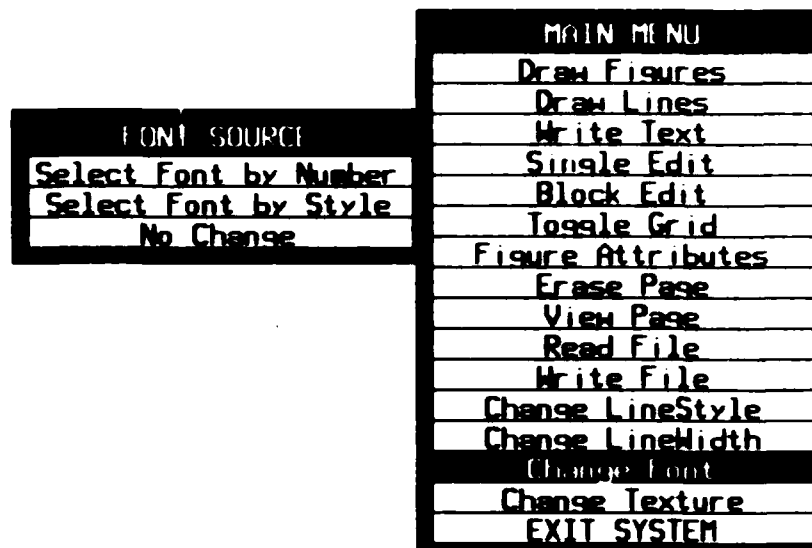 FONT SOURCE
Select Font by Number
Select Font by Style
No Change
MAIN MENU
Draw Figures
Draw Lines
Write Text
Single Edit
Block Edit
Toggle Grid
Figure Attributes
Erase Page
View Page
Read File
Write File
Change LineStyle
Change LineWidth
Change Font
Change Texture
EXIT SYSTEM